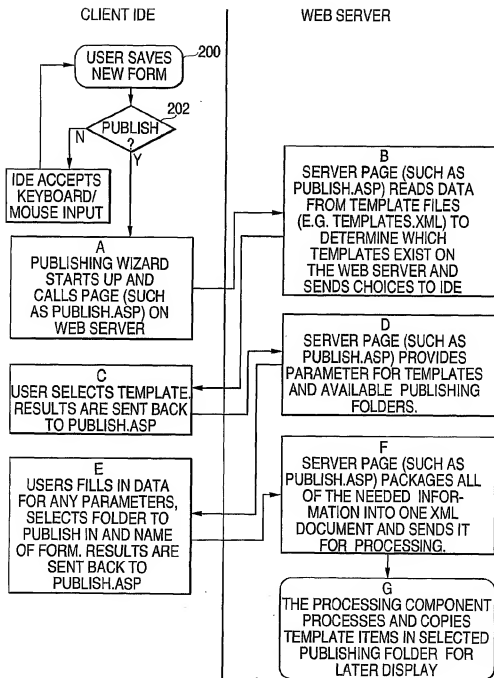 CLIENT IDE
WEB SERVER
USER SAVES
NEW FORM
200
202
PUBLISH
?
N
Y
IDE ACCEPTS
KEYBOARD/
MOUSE INPUT
A
PUBLISHING WIZARD
STARTS UP AND
CALLS PAGE (SUCH
AS PUBLISH.ASP) ON
WEB SERVER
B
SERVER PAGE (SUCH AS
PUBLISH.ASP) READS DATA
FROM TEMPLATE FILES
(E.G. TEMPLATES.XML) TO
DETERMINE WHICH
TEMPLATES EXIST ON
THE WEB SERVER AND
SENDS CHOICES TO IDE
C
USER SELECTS TEMPLATE.
RESULTS ARE SENT BACK
TO PUBLISH.ASP
D
SERVER PAGE (SUCH AS
PUBLISH.ASP) PROVIDES
PARAMETER FOR TEMPLATES
AND AVAILABLE PUBLISHING
FOLDERS.
E
USERS FILLS IN DATA
FOR ANY PARAMETERS,
SELECTS FOLDER TO
PUBLISH IN AND NAME
OF FORM. RESULTS ARE
SENT BACK TO
PUBLISH.ASP
F
SERVER PAGE (SUCH AS
PUBLISH.ASP) PACKAGES ALL
OF THE NEEDED INFOR-
MATION INTO ONE XML
DOCUMENT AND SENDS IT
FOR PROCESSING.
G
THE PROCESSING COMPONENT
PROCESSES AND COPIES
TEMPLATE ITEMS IN SELECTED
PUBLISHING FOLDER FOR
LATER DISPLAY